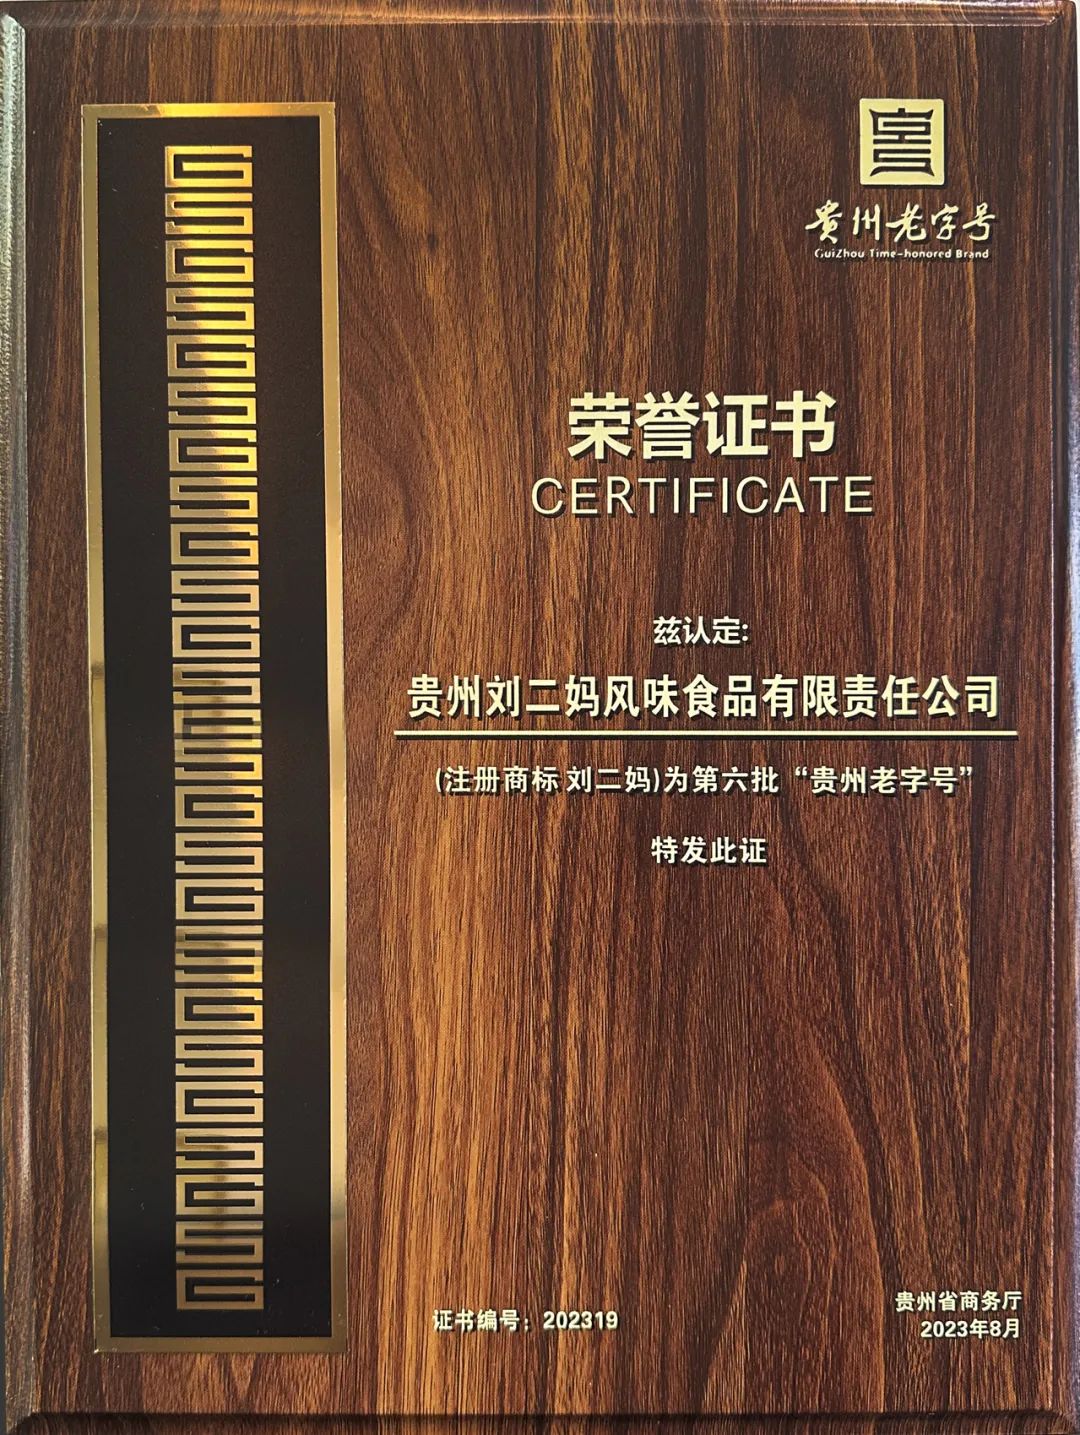 贵州老字号
GuiZhou Time-honored Brand
荣誉证书
CERTIFICATE
兹认定:
贵州刘二妈风味食品有限责任公司
(注册商标 刘二妈)为第六批“贵州老字号”
特发此证
证书编号：202319
贵州省商务厅
2023年8月